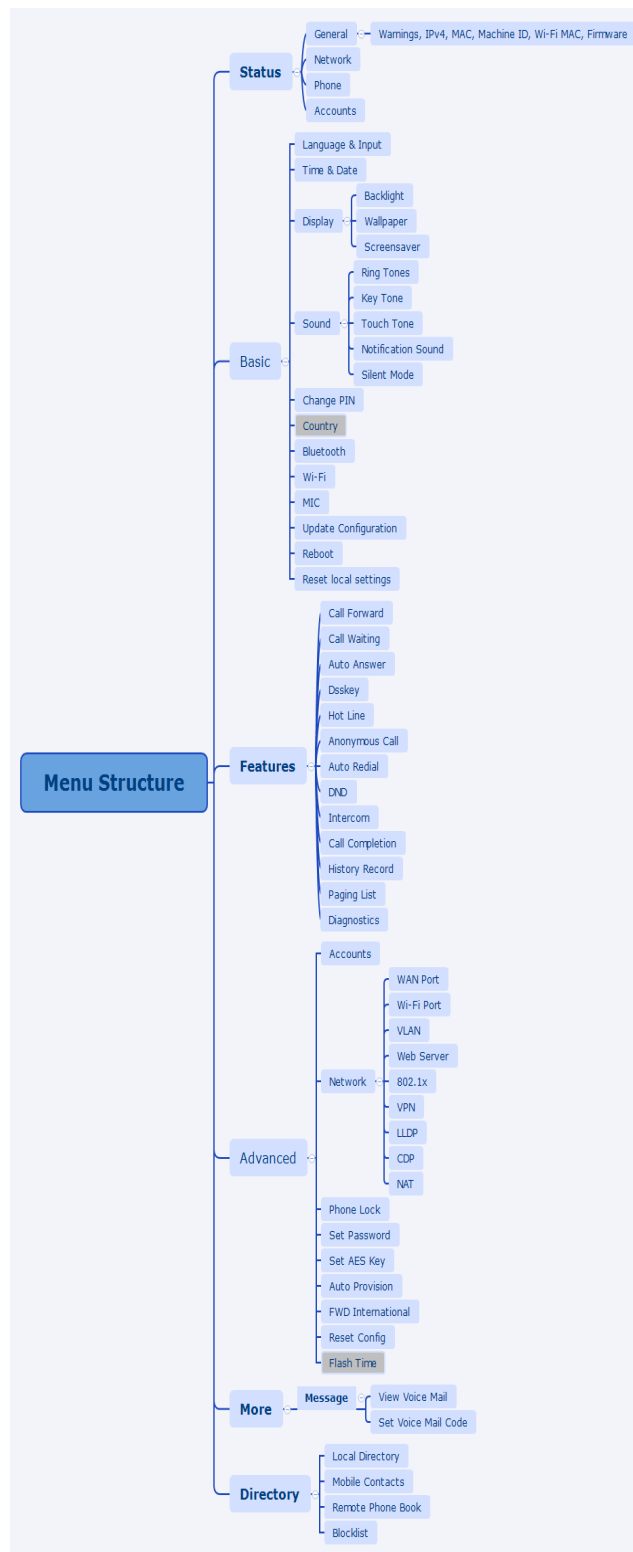 General
Warnings, IPv4, MAC, Machine ID, Wi-Fi MAC, Firmware
Status
Network
Phone
Accounts
Language & Input
Time & Date
Backlight
Display
Wallpaper
Screensaver
Ring Tones
Key Tone
Sound
Touch Tone
Notification Sound
Silent Mode
Basic
Change PIN
Country
Bluetooth
Wi-Fi
MIC
Update Configuration
Reboot
Reset local settings
Call Forward
Call Waiting
Auto Answer
Dsskey
Hot Line
Anonymous Call
Menu Structure
Features
Auto Redial
DND
Intercom
Call Completion
History Record
Paging List
Diagnostics
Accounts
WAN Port
Wi-Fi Port
VLAN
Web Server
Network
802.1x
VPN
LLDP
CDP
NAT
Advanced
Phone Lock
Set Password
Set AES Key
Auto Provision
FWD International
Reset Config
Flash Time
More
Message
View Voice Mail
Set Voice Mail Code
Directory
Local Directory
Mobile Contacts
Remote Phone Book
Blocklist